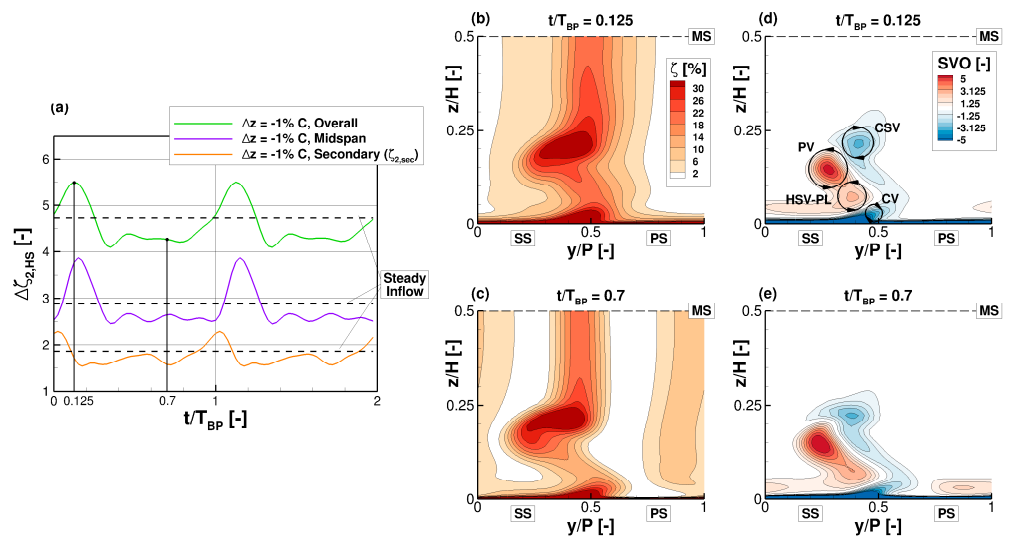 (a)
Δz = -1% C, Overall
Δz = -1% C, Midspan
Δz = -1% C, Secondary (ζ2,sec)
Δζ2,HS [-]
6
5
4
3
2
1
Steady
Inflow
0 0.125 0.7 1 2
t/TBP [-]
(b) t/TBP = 0.125
0.5
MS
z/H [-]
0.25
0
ζ [%]
30
26
22
18
14
10
6
2
0.5 1
SS PS
y/P [-]
(d) t/TBP = 0.125
0.5
MS
z/H [-]
0.25
0
SVO [-]
5
3.125
1.25
-1.25
-3.125
-5
CSV
PV
HSV-PL
CV
0.5 1
SS PS
y/P [-]
(c) t/TBP = 0.7
0.5
MS
z/H [-]
0.25
0
0.5 1
SS PS
y/P [-]
(e) t/TBP = 0.7
0.5
MS
z/H [-]
0.25
0
0.5 1
SS PS
y/P [-]